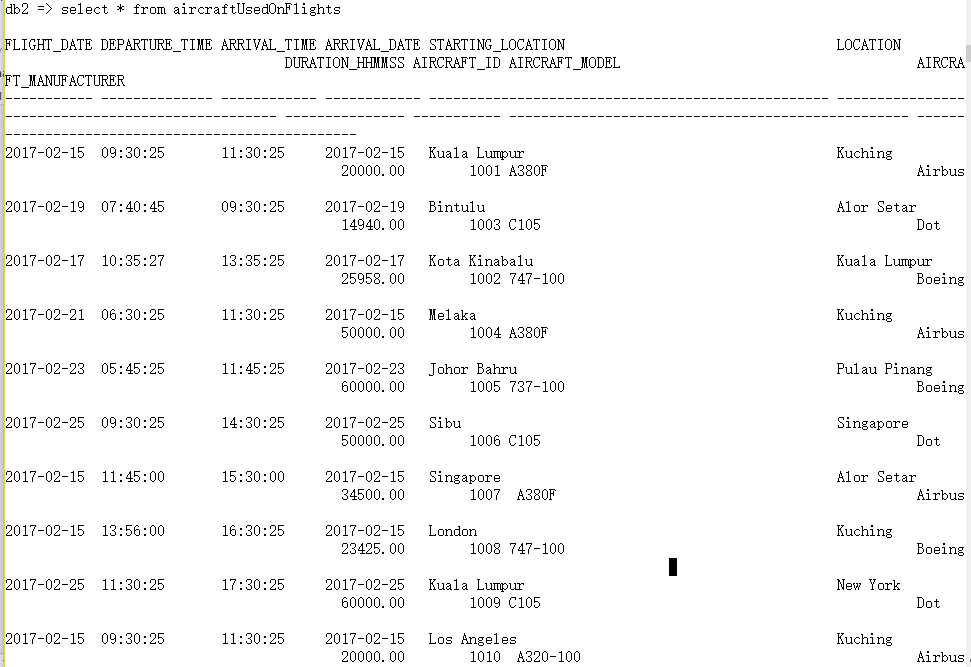 db2 => select * from aircraftUsedOnFlights
FLIGHT_DATE DEPARTURE_TIME ARRIVAL_TIME ARRIVAL_DATE STARTING_LOCATION LOCATION
DURATION_HHMMSS AIRCRAFT_ID AIRCRAFT_MODEL AIRCRA
FT_MANUFACTURER
----------- -------------- ------------ ------------ -------------------------------------------------- ----------------
---------------------------------- --------------- ----------- -------------------------------------------------- ------
--------------------------------------------
2017-02-15 09:30:25 11:30:25 2017-02-15 Kuala Lumpur Kuching
20000.00 1001 A380F Airbus
2017-02-19 07:40:45 09:30:25 2017-02-19 Bintulu Alor Setar
14940.00 1003 C105 Dot
2017-02-17 10:35:27 13:35:25 2017-02-17 Kota Kinabalu Kuala Lumpur
25958.00 1002 747-100 Boeing
2017-02-21 06:30:25 11:30:25 2017-02-15 Melaka Kuching
50000.00 1004 A380F Airbus
2017-02-23 05:45:25 11:45:25 2017-02-23 Johor Bahru Pulau Pinang
60000.00 1005 737-100 Boeing
2017-02-25 09:30:25 14:30:25 2017-02-25 Sibu Singapore
50000.00 1006 C105 Dot
2017-02-15 11:45:00 15:30:00 2017-02-15 Singapore Alor Setar
34500.00 1007 A380F Airbus
2017-02-15 13:56:00 16:30:25 2017-02-15 London Kuching
23425.00 1008 747-100 Boeing
2017-02-25 11:30:25 17:30:25 2017-02-25 Kuala Lumpur New York
60000.00 1009 C105 Dot
2017-02-15 09:30:25 11:30:25 2017-02-15 Los Angeles Kuching
20000.00 1010 A320-100 Airbus